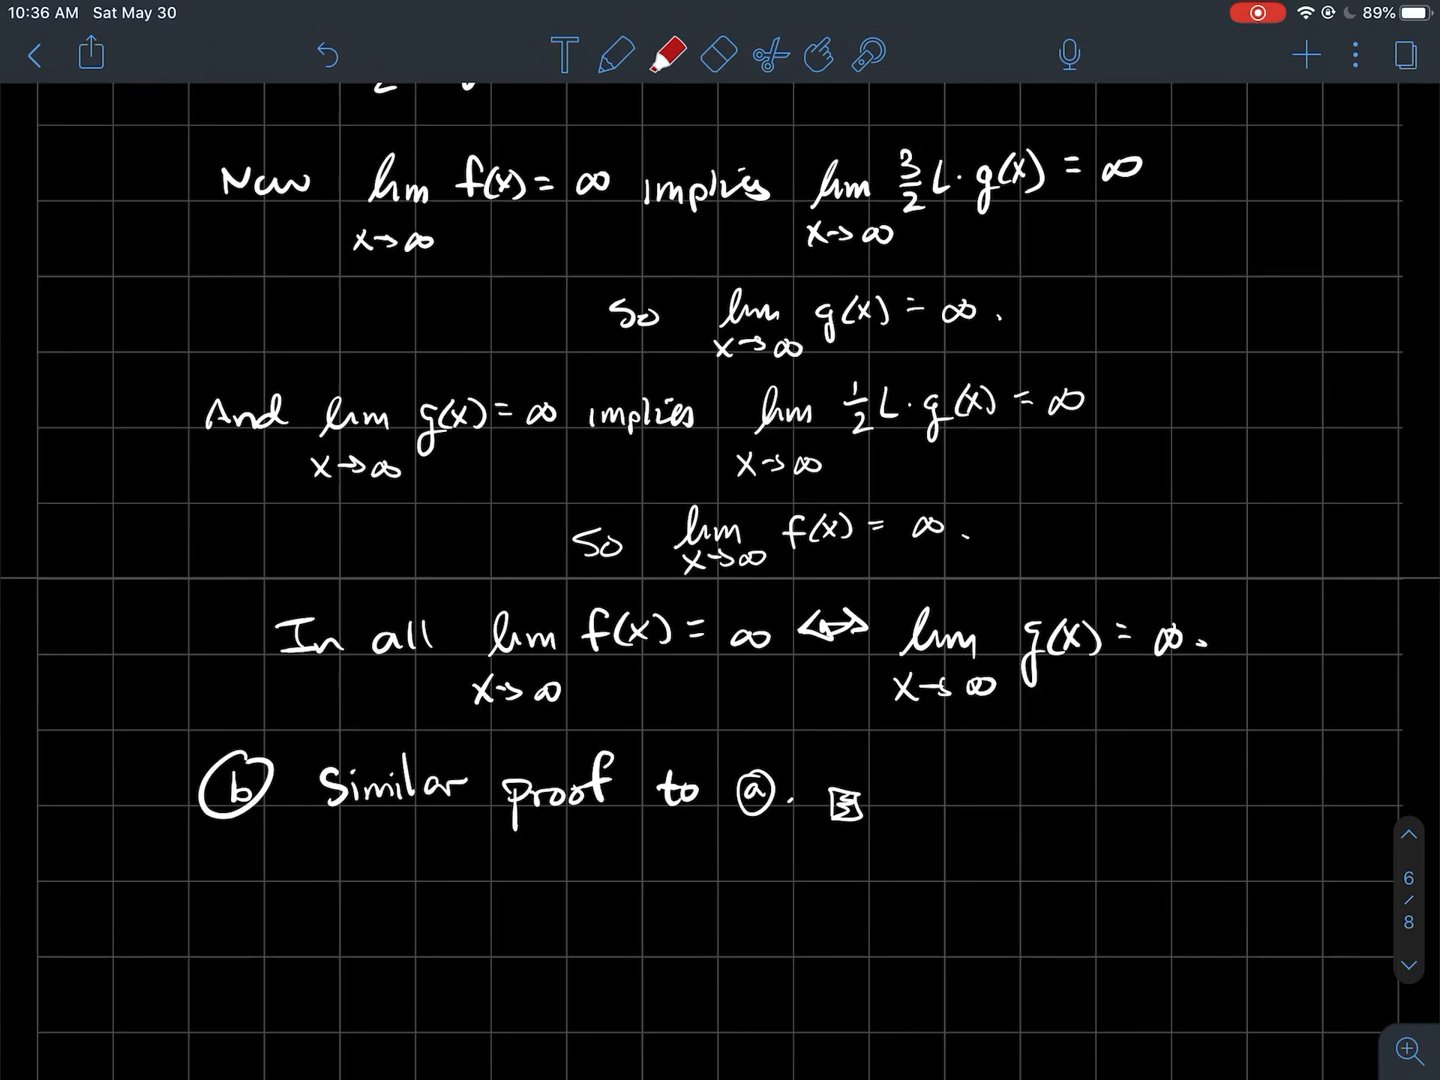 10:36 AM Sat May 30
89%
T
Now lim f(x) = ∞ implies lim 3/2 L · g(x) = ∞
x→∞ x→∞
So lim g(x) = ∞.
x→∞
And lim g(x) = ∞ implies lim 1/2 L · g(x) = ∞
x→∞ x→∞
So lim f(x) = ∞.
x→∞
In all lim f(x) = ∞ ⟺ lim g(x) = ∞.
x→∞ x→∞
ⓑ Similar proof to ⓐ.
6
/
8